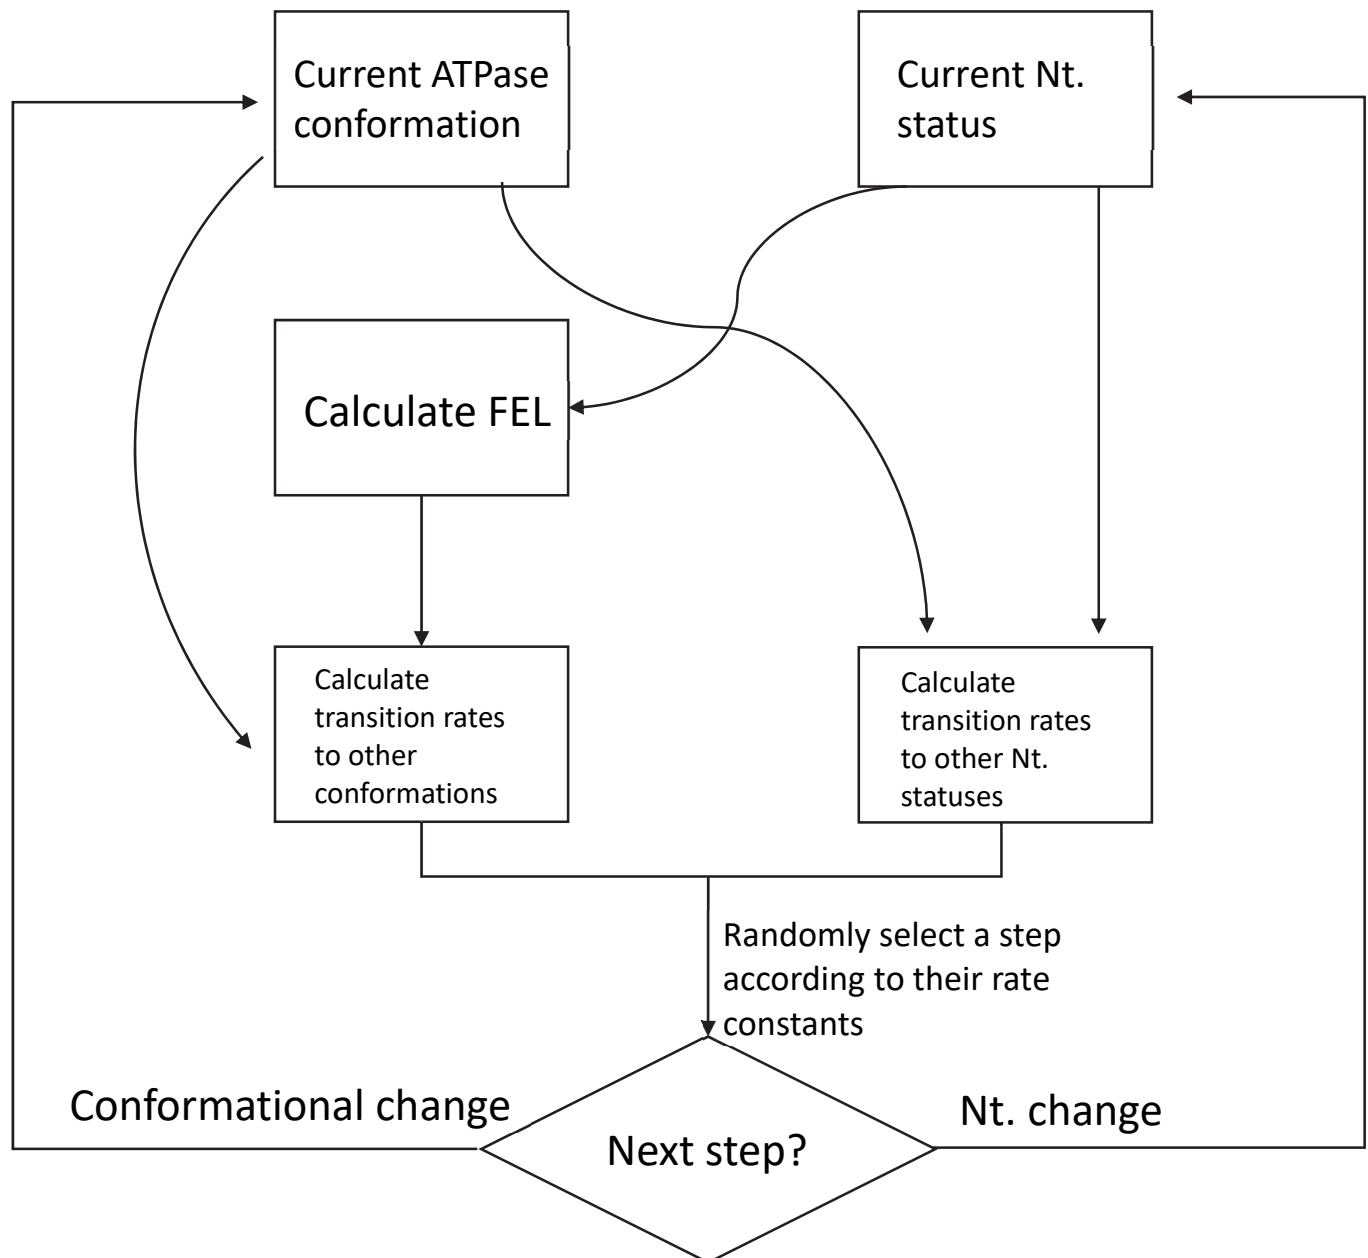 Current ATPase
conformation
Current Nt.
status
Calculate FEL
Calculate
transition rates
to other
conformations
Calculate
transition rates
to other Nt.
statuses
Randomly select a step
according to their rate
constants
Conformational change
Nt. change
Next step?